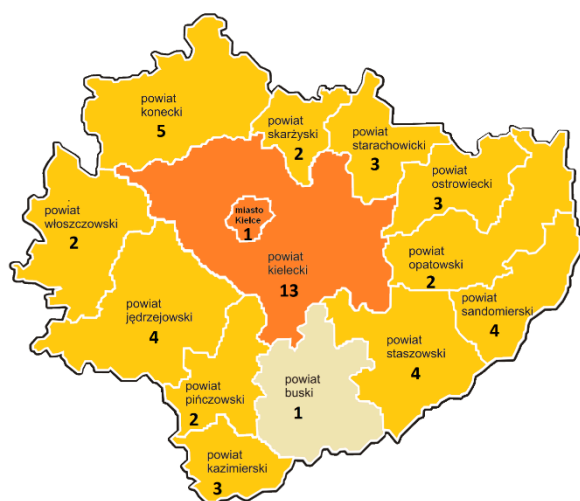 powiat
konecki
5
powiat
skarżyski
2
powiat
starachowicki
3
powiat
ostrowiecki
3
powiat
włoszczowski
2
miasto
Kielce
1
powiat
kielecki
13
powiat
opatowski
2
powiat
sandomierski
4
powiat
jędrzejowski
4
powiat
staszowski
4
powiat
buski
1
powiat
pińczowski
2
powiat
kazimierski
3